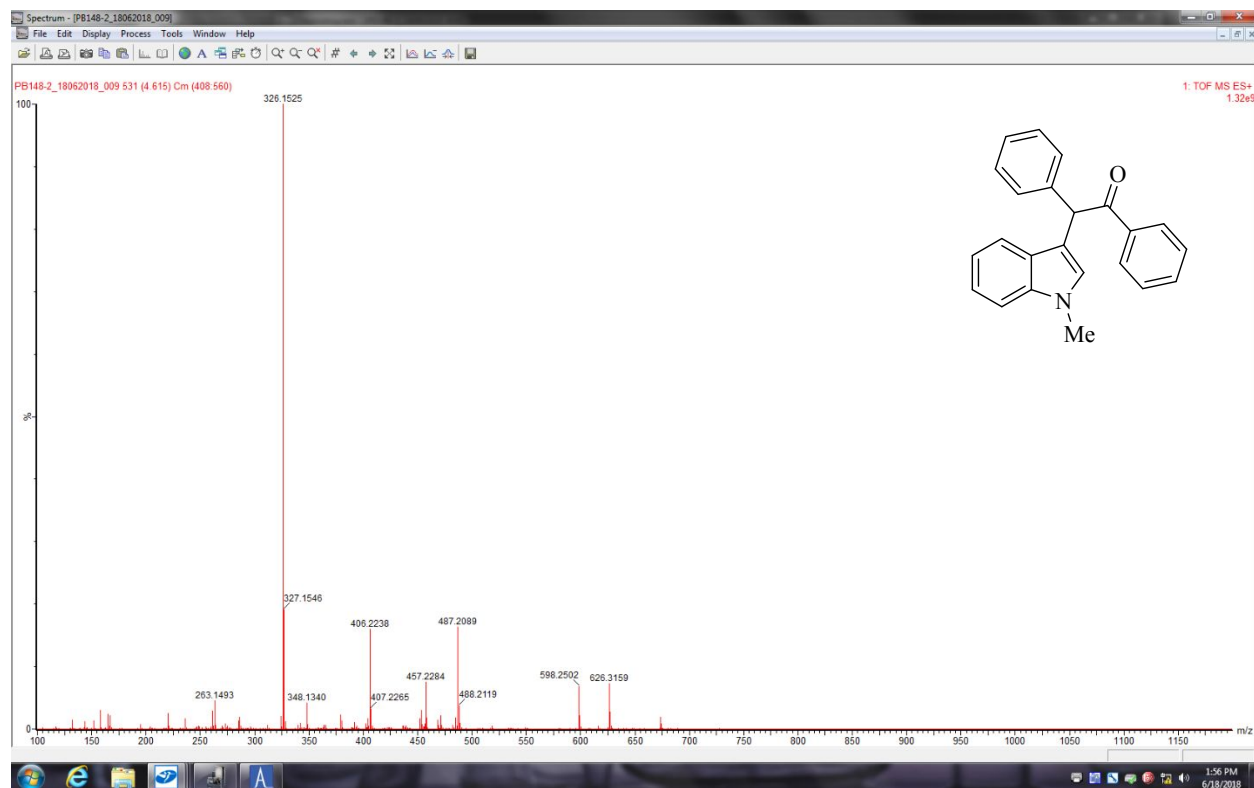 Spectrum - [PB148-2_18062018_009]
File Edit Display Process Tools Window Help
PB148-2_18062018_009 531 (4.615) Cm (408:560)
1: TOF MS ES+
1.32e9
100
326.1525
%
327.1546
406.2238
487.2089
457.2284
598.2502
626.3159
263.1493
348.1340
407.2265
488.2119
0
100 150 200 250 300 350 400 450 500 550 600 650 700 750 800 850 900 950 1000 1050 1100 1150
m/z
O
N
Me
1:56 PM
6/18/2018